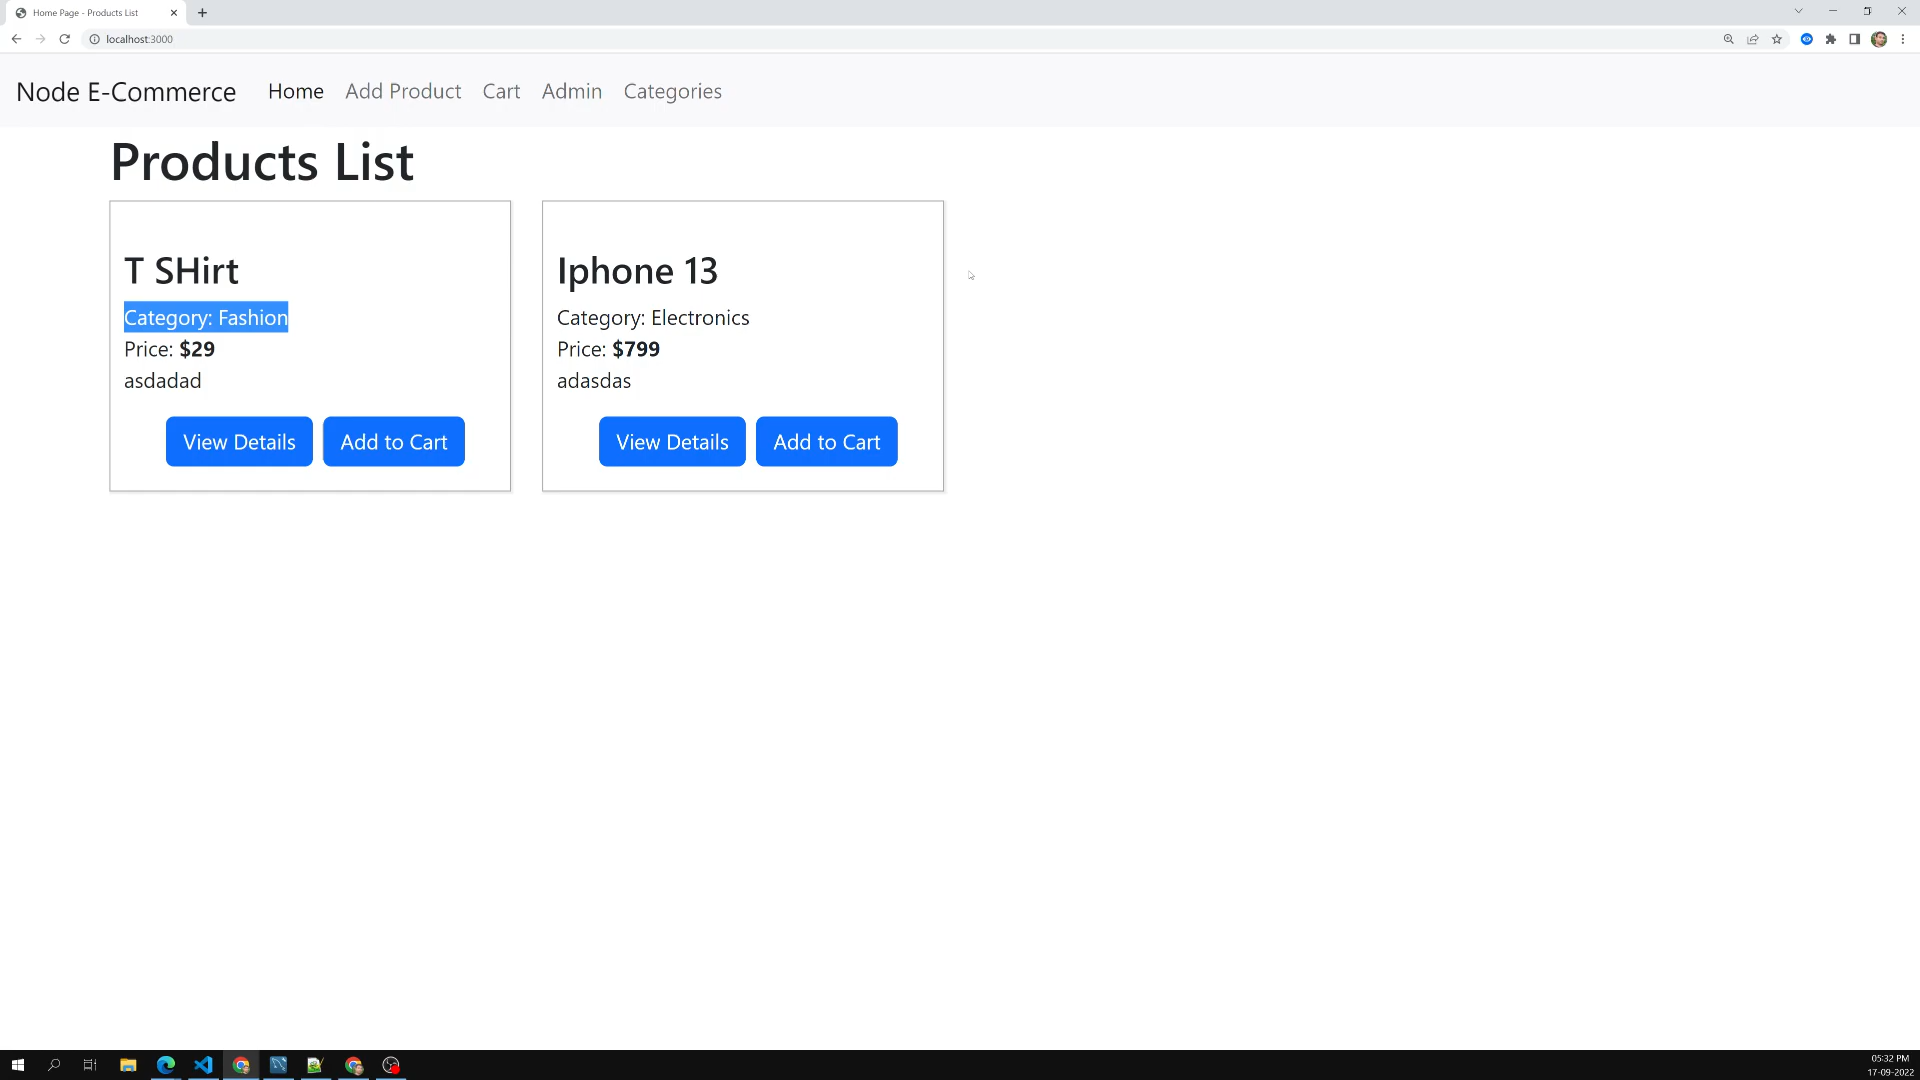 Home Page - Products List
localhost:3000
Node E-Commerce Home Add Product Cart Admin Categories
Products List
T SHirt
Category: Fashion
Price: $29
asdadad
View Details Add to Cart
Iphone 13
Category: Electronics
Price: $799
adasdas
View Details Add to Cart
05:32 PM
17-09-2022